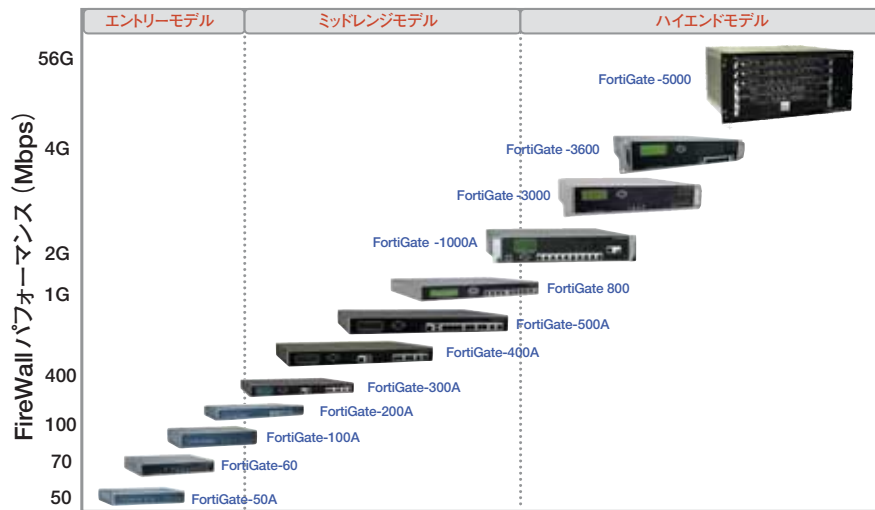 エントリーモデル
ミッドレンジモデル
ハイエンドモデル
FireWall パフォーマンス (Mbps)
56G
4G
2G
1G
400
100
70
50
FortiGate -5000
FortiGate -3600
FortiGate -3000
FortiGate -1000A
FortiGate 800
FortiGate-500A
FortiGate-400A
FortiGate-300A
FortiGate-200A
FortiGate-100A
FortiGate-60
FortiGate-50A